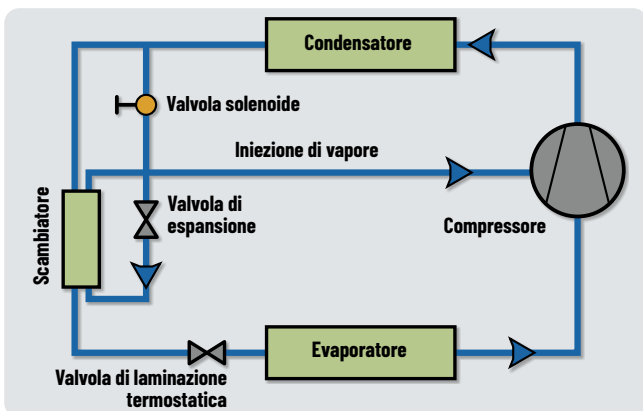 Condensatore
Valvola solenoide
Iniezione di vapore
Valvola di
espansione
Compressore
Scambiatore
Evaporatore
Valvola di laminazione
termostatica